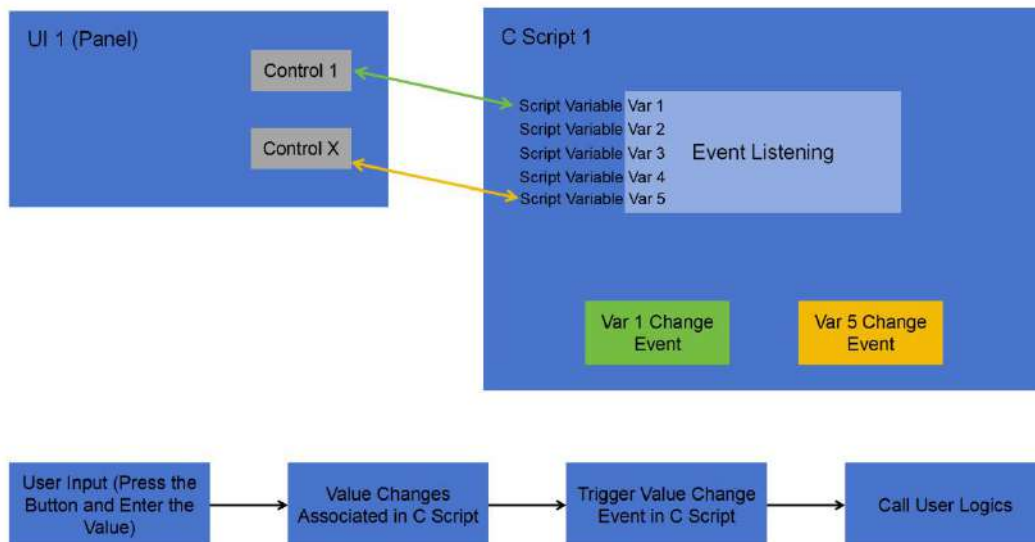 UI 1 (Panel)
Control 1
Control X
C Script 1
Script Variable Var 1
Script Variable Var 2
Script Variable Var 3
Script Variable Var 4
Script Variable Var 5
Event Listening
Var 1 Change
Event
Var 5 Change
Event
User Input (Press the
Button and Enter the
Value)
Value Changes
Associated in C Script
Trigger Value Change
Event in C Script
Call User Logics